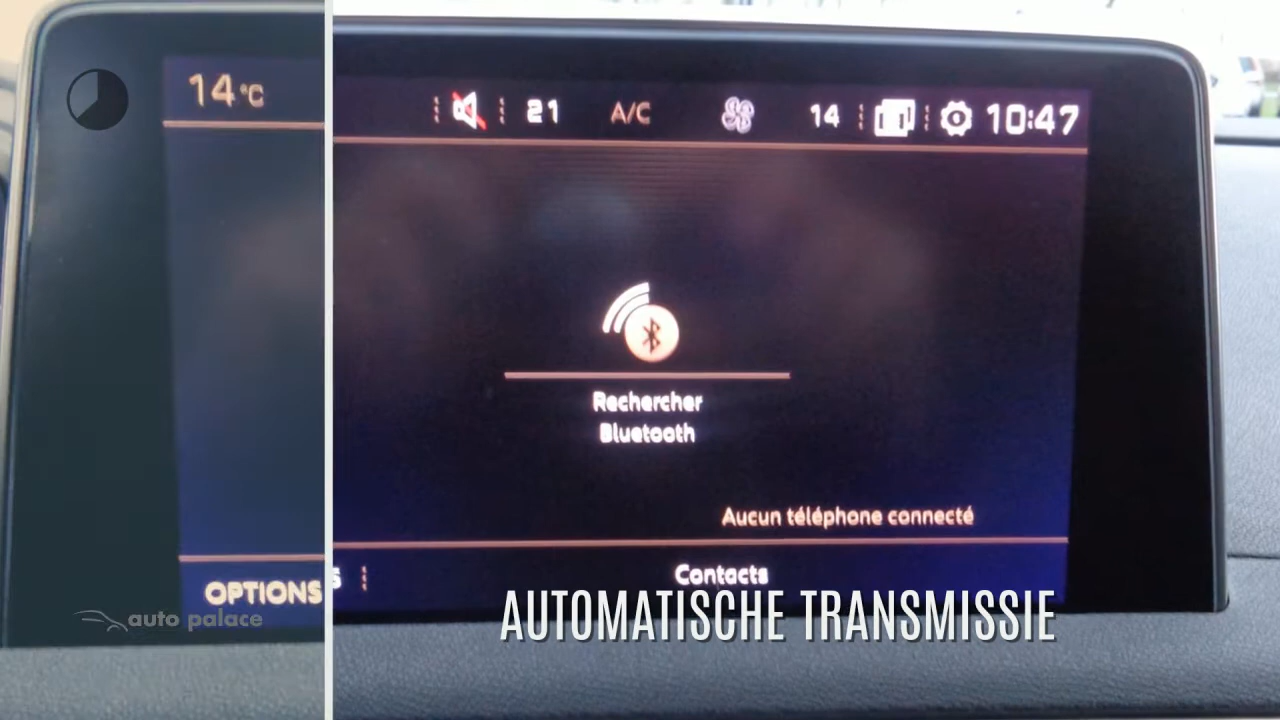 14°C
21 A/C 14 10:47
Rechercher
Bluetooth
Aucun téléphone connecté
OPTIONS S Contacts
AUTOMATISCHE TRANSMISSIE
auto palace